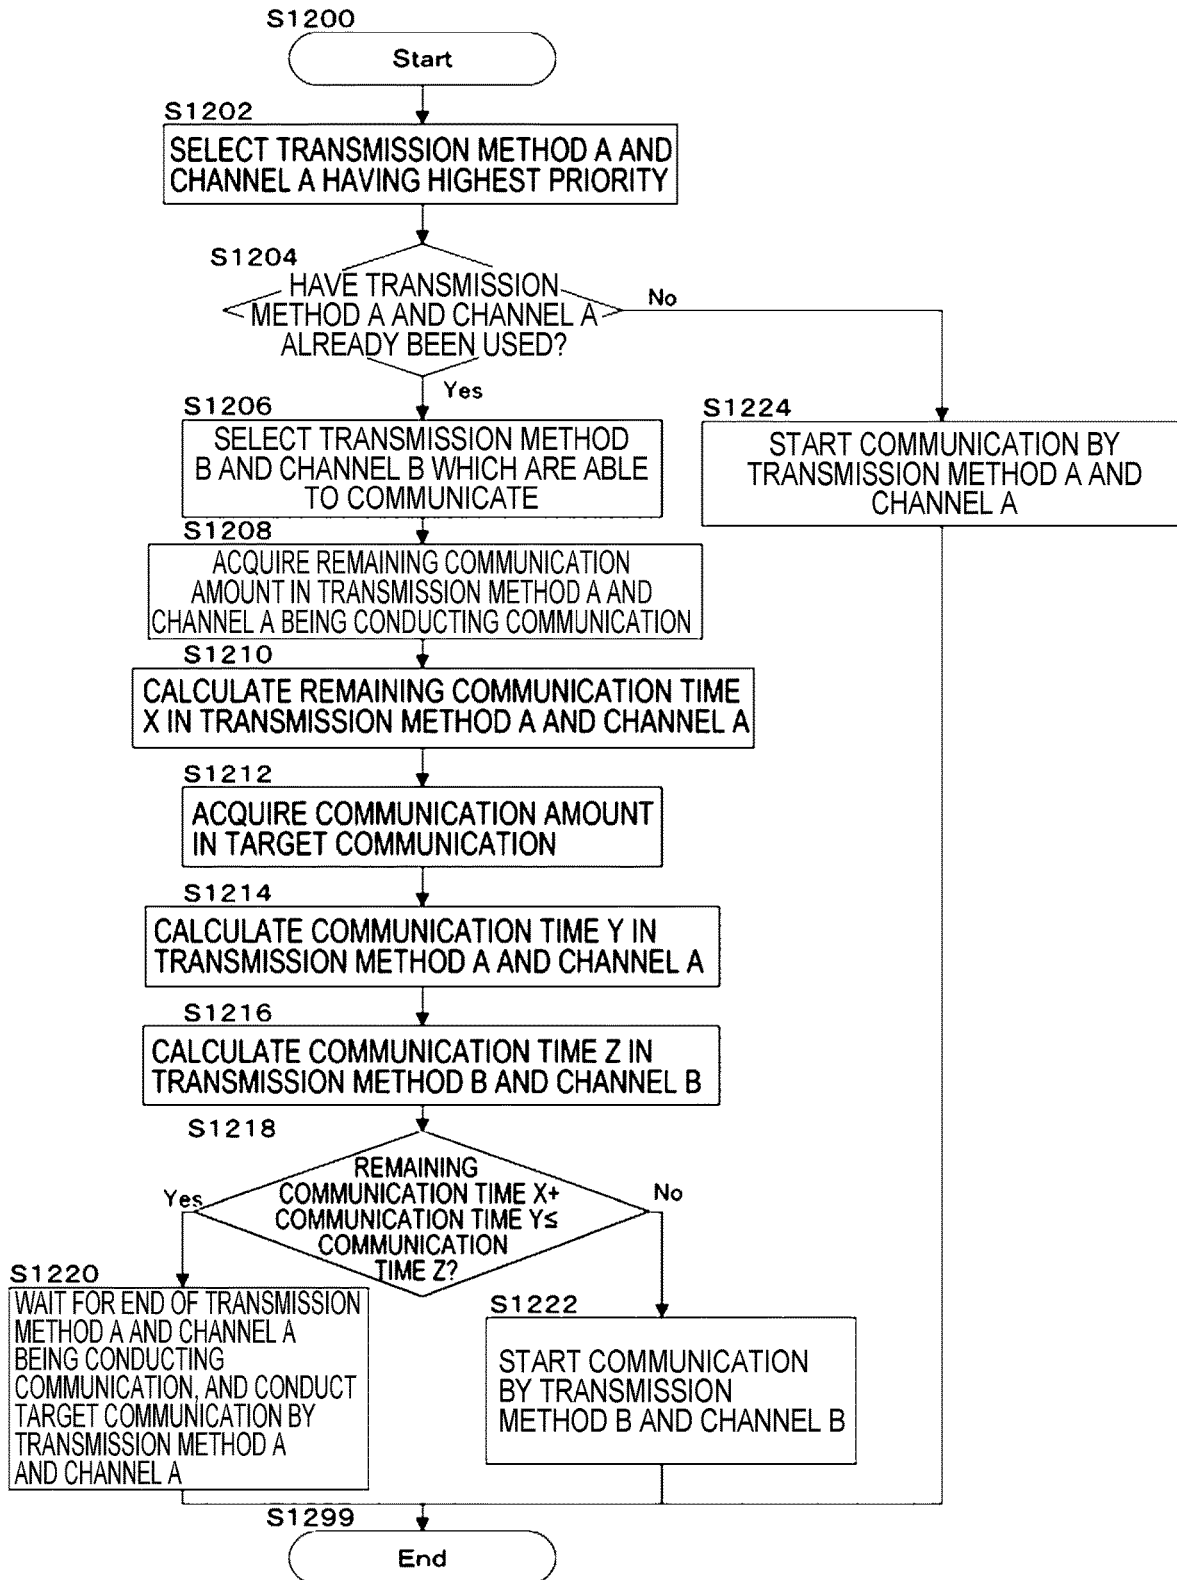 S1200
Start
S1202
SELECT TRANSMISSION METHOD A AND
CHANNEL A HAVING HIGHEST PRIORITY
S1204
HAVE TRANSMISSION
METHOD A AND CHANNEL A
ALREADY BEEN USED?
No
Yes
S1206
SELECT TRANSMISSION METHOD
B AND CHANNEL B WHICH ARE ABLE
TO COMMUNICATE
S1224
START COMMUNICATION BY
TRANSMISSION METHOD A AND
CHANNEL A
S1208
ACQUIRE REMAINING COMMUNICATION
AMOUNT IN TRANSMISSION METHOD A AND
CHANNEL A BEING CONDUCTING COMMUNICATION
S1210
CALCULATE REMAINING COMMUNICATION TIME
X IN TRANSMISSION METHOD A AND CHANNEL A
S1212
ACQUIRE COMMUNICATION AMOUNT
IN TARGET COMMUNICATION
S1214
CALCULATE COMMUNICATION TIME Y IN
TRANSMISSION METHOD A AND CHANNEL A
S1216
CALCULATE COMMUNICATION TIME Z IN
TRANSMISSION METHOD B AND CHANNEL B
S1218
REMAINING
COMMUNICATION TIME X+
COMMUNICATION TIME Y≤
COMMUNICATION
TIME Z?
Yes
No
S1220
WAIT FOR END OF TRANSMISSION
METHOD A AND CHANNEL A
BEING CONDUCTING
COMMUNICATION, AND CONDUCT
TARGET COMMUNICATION BY
TRANSMISSION METHOD A
AND CHANNEL A
S1222
START COMMUNICATION
BY TRANSMISSION
METHOD B AND CHANNEL B
S1299
End